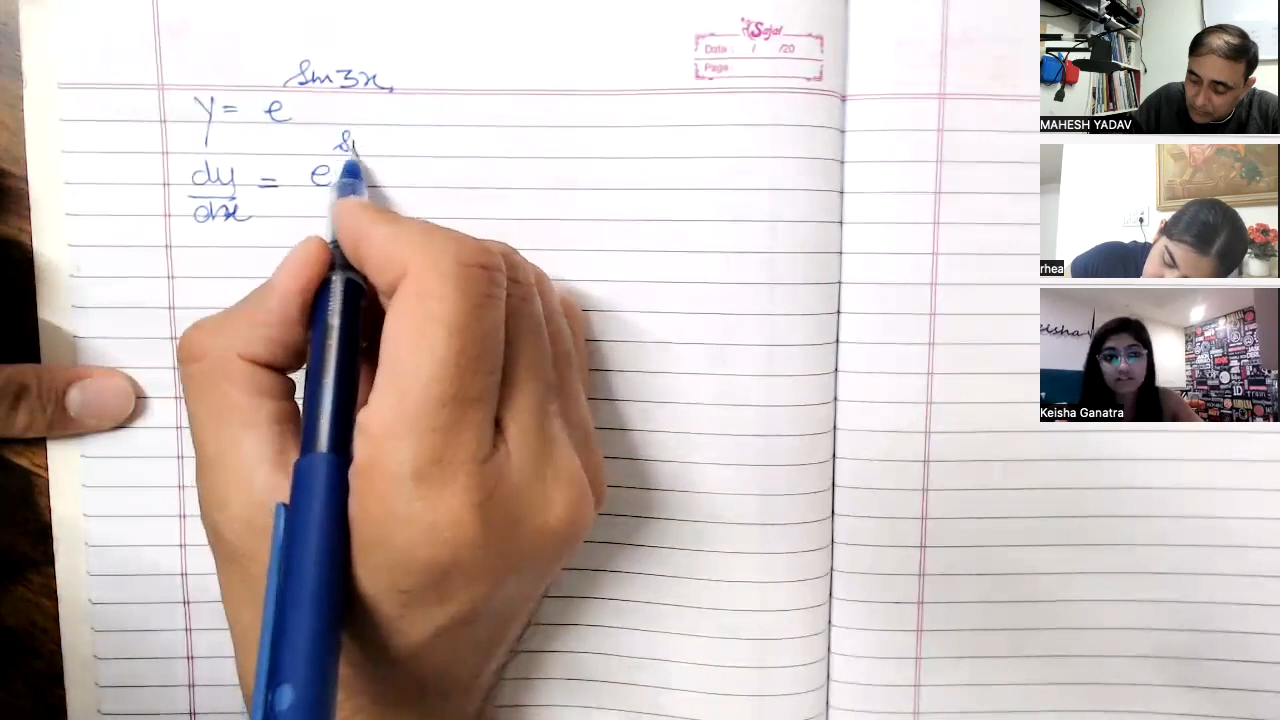 Sajal
Date : / /20
Page :
y = e^{sin3x}
dy/dx = e^{s
MAHESH YADAV
rhea
Keisha Ganatra